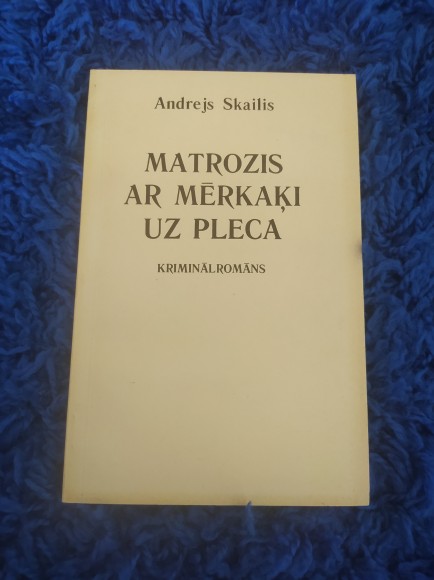 Andrejs Skailis
MATROZIS
AR MĒRKAĶI
UZ PLECA
KRIMINĀLROMĀNS